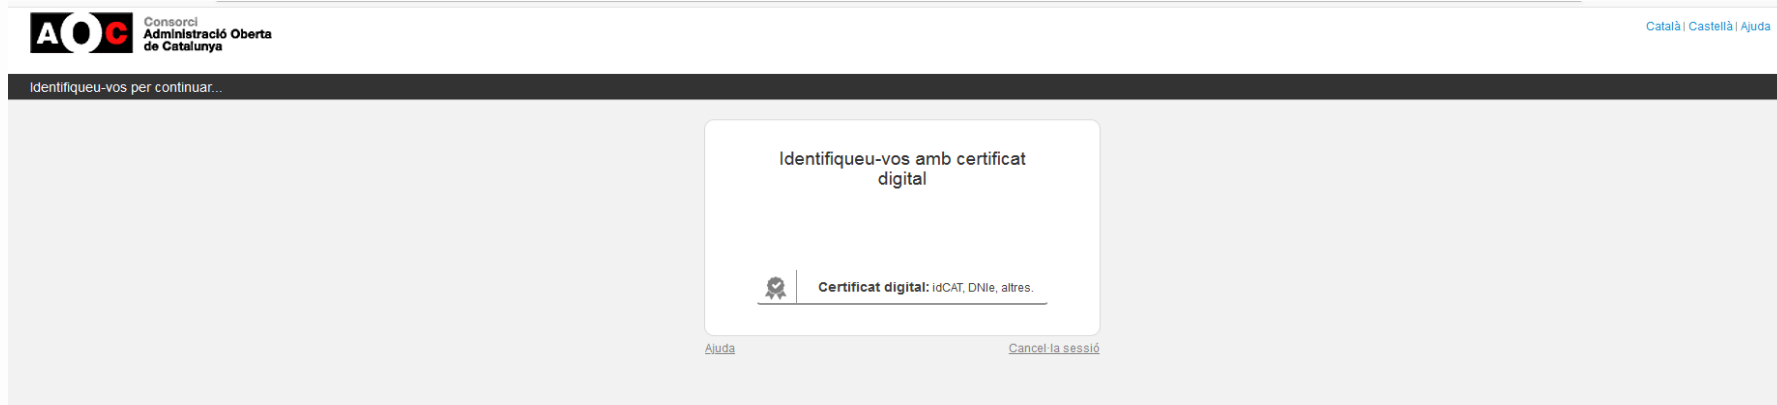 AOC
Consorci
Administració Oberta
de Catalunya
Català | Castellà | Ajuda
Identifiqueu-vos per continuar...
Identifiqueu-vos amb certificat
digital
Certificat digital: idCAT, DNIe, altres.
Ajuda
Cancel·la sessió